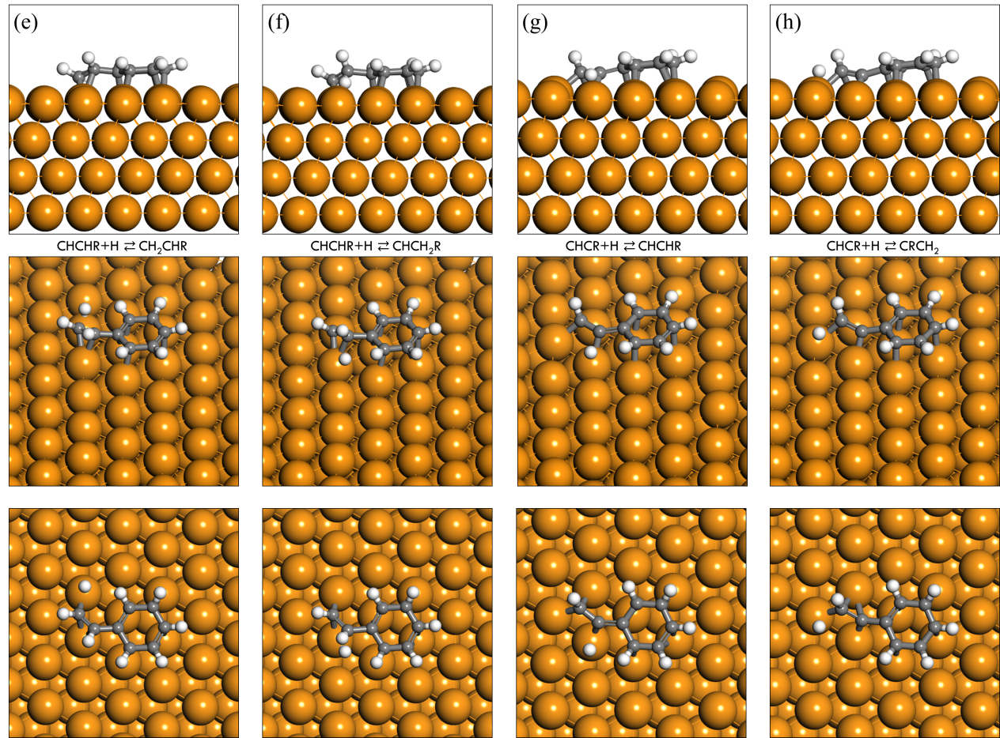 (e) (f) (g) (h)
CHCHR+H ⇄ CH₂CHR CHCHR+H ⇄ CHCH₂R CHCR+H ⇄ CHCHR CHCR+H ⇄ CRCH₂